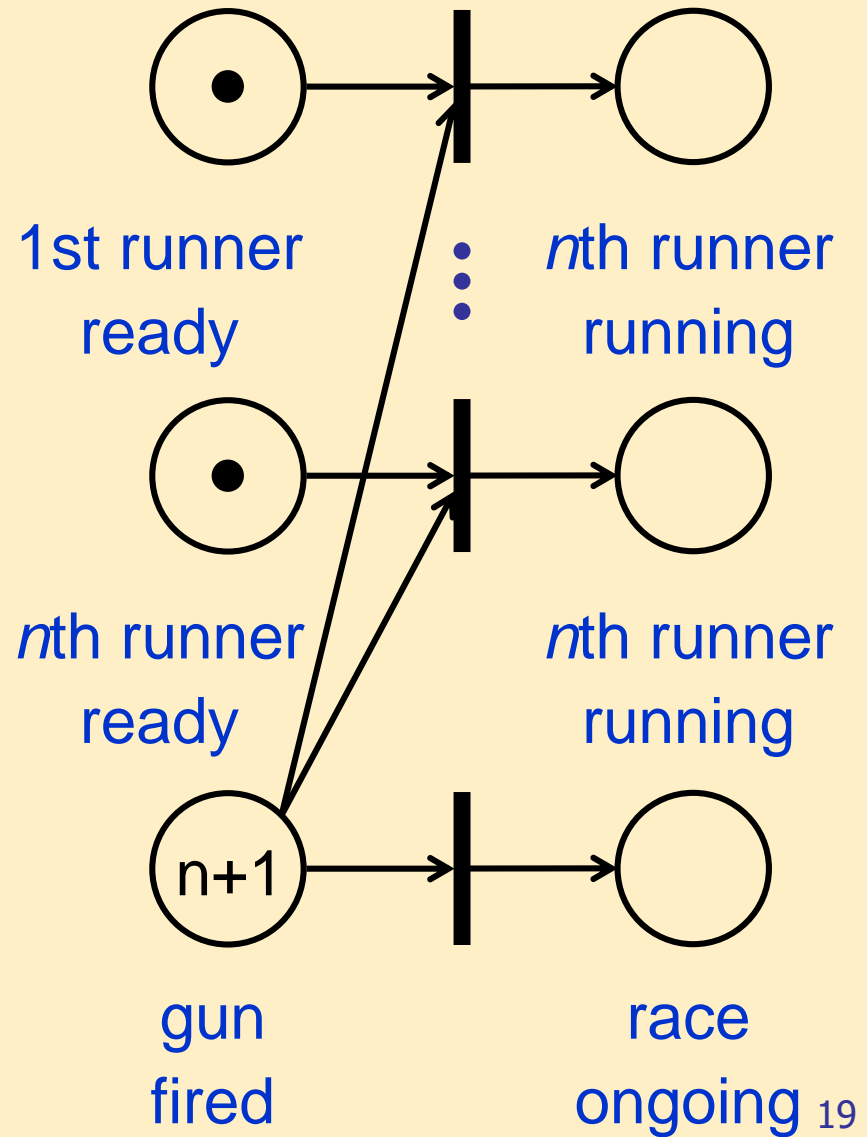 1st runner
ready
nth runner
running
nth runner
ready
nth runner
running
n+1
gun
fired
race
ongoing
19